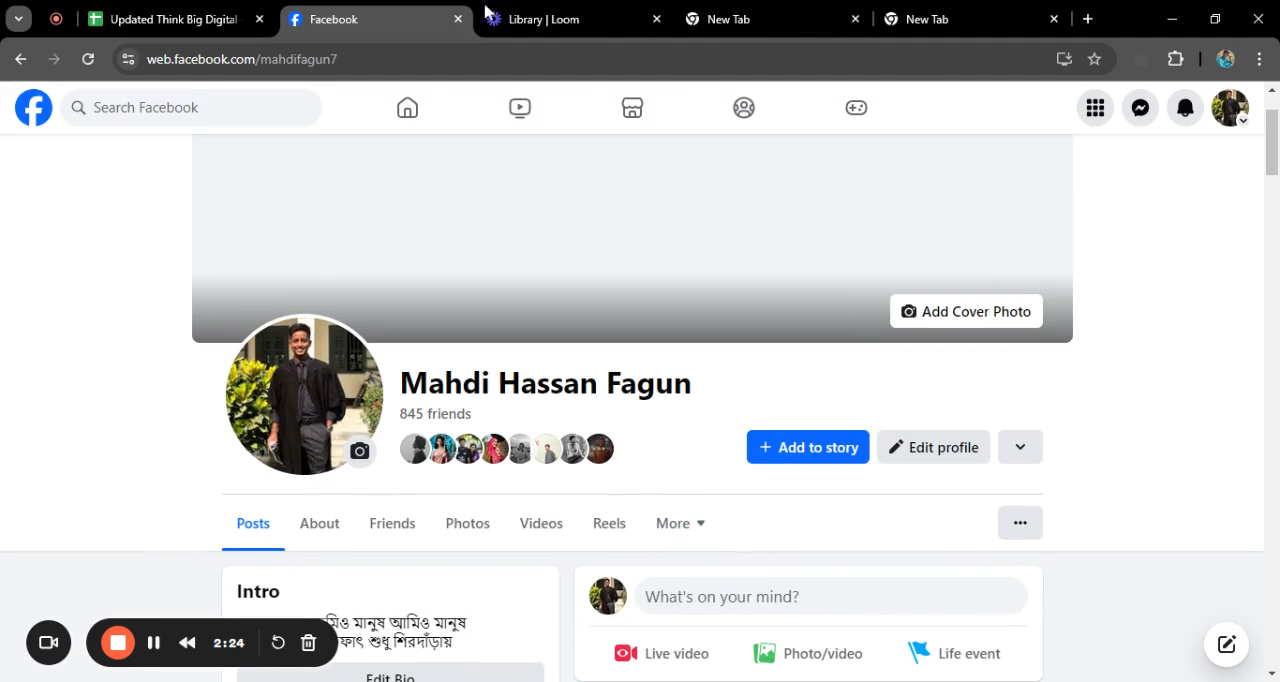 Updated Think Big Digital
Facebook
Library | Loom
New Tab
New Tab
web.facebook.com/mahdifagun7
Search Facebook
Add Cover Photo
Mahdi Hassan Fagun
845 friends
+ Add to story
Edit profile
Posts
About
Friends
Photos
Videos
Reels
More
Intro
আমিও মানুষ
শুধু শিরদাঁড়ায়
Edit Bio
What's on your mind?
Live video
Photo/video
Life event
2:24